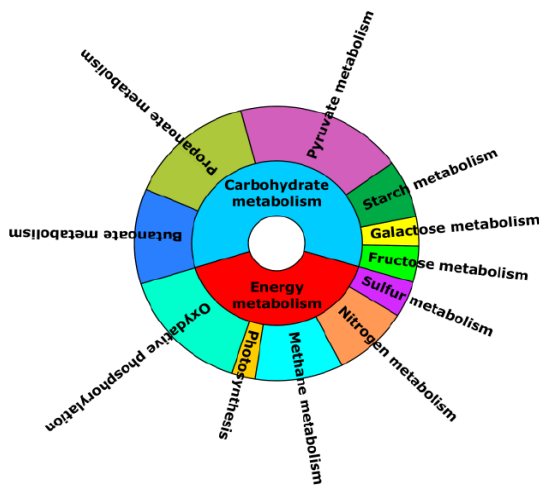 Pyruvate metabolism
Propanoate metabolism
Starch metabolism
Carbohydrate
metabolism
Galactose metabolism
Butanoate metabolism
Fructose metabolism
Energy
metabolism
Sulfur metabolism
Oxydative phosphorylation
Photosynthesis
Methane metabolism
Nitrogen metabolism